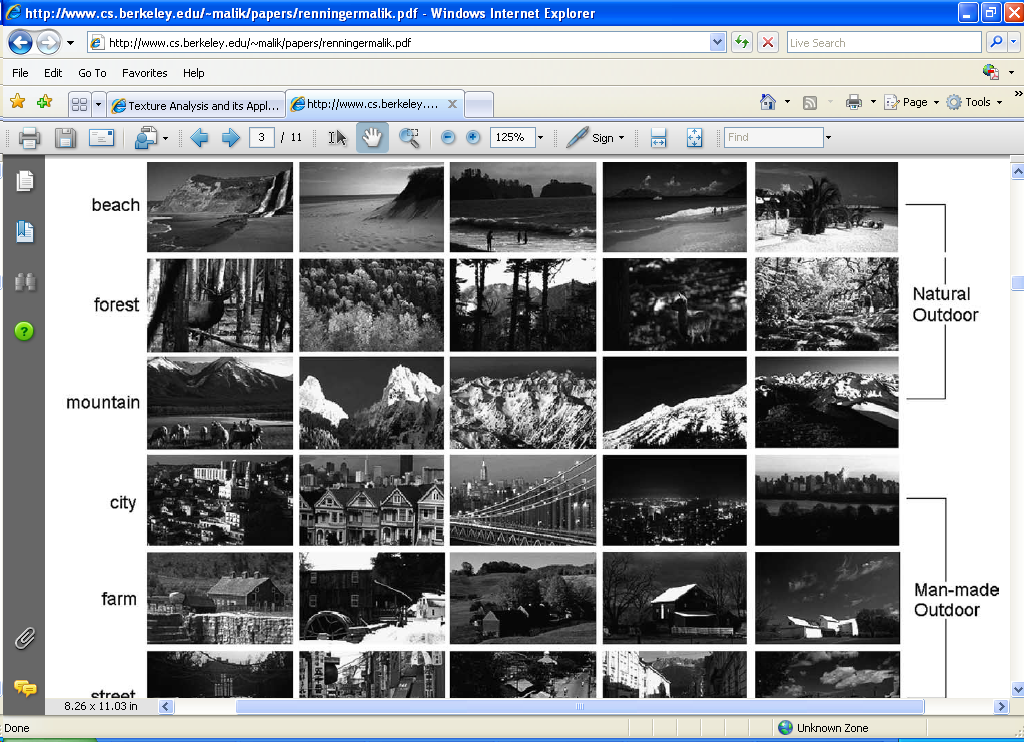 http://www.cs.berkeley.edu/~malik/papers/renningermalik.pdf - Windows Internet Explorer
http://www.cs.berkeley.edu/~malik/papers/renningermalik.pdf
Live Search
File Edit Go To Favorites Help
Texture Analysis and its Appl...
http://www.cs.berkeley....
Page
Tools
3 / 11
125%
Sign
Find
beach
forest
Natural
Outdoor
mountain
city
farm
Man-made
Outdoor
street
8.26 x 11.03 in
Done
Unknown Zone